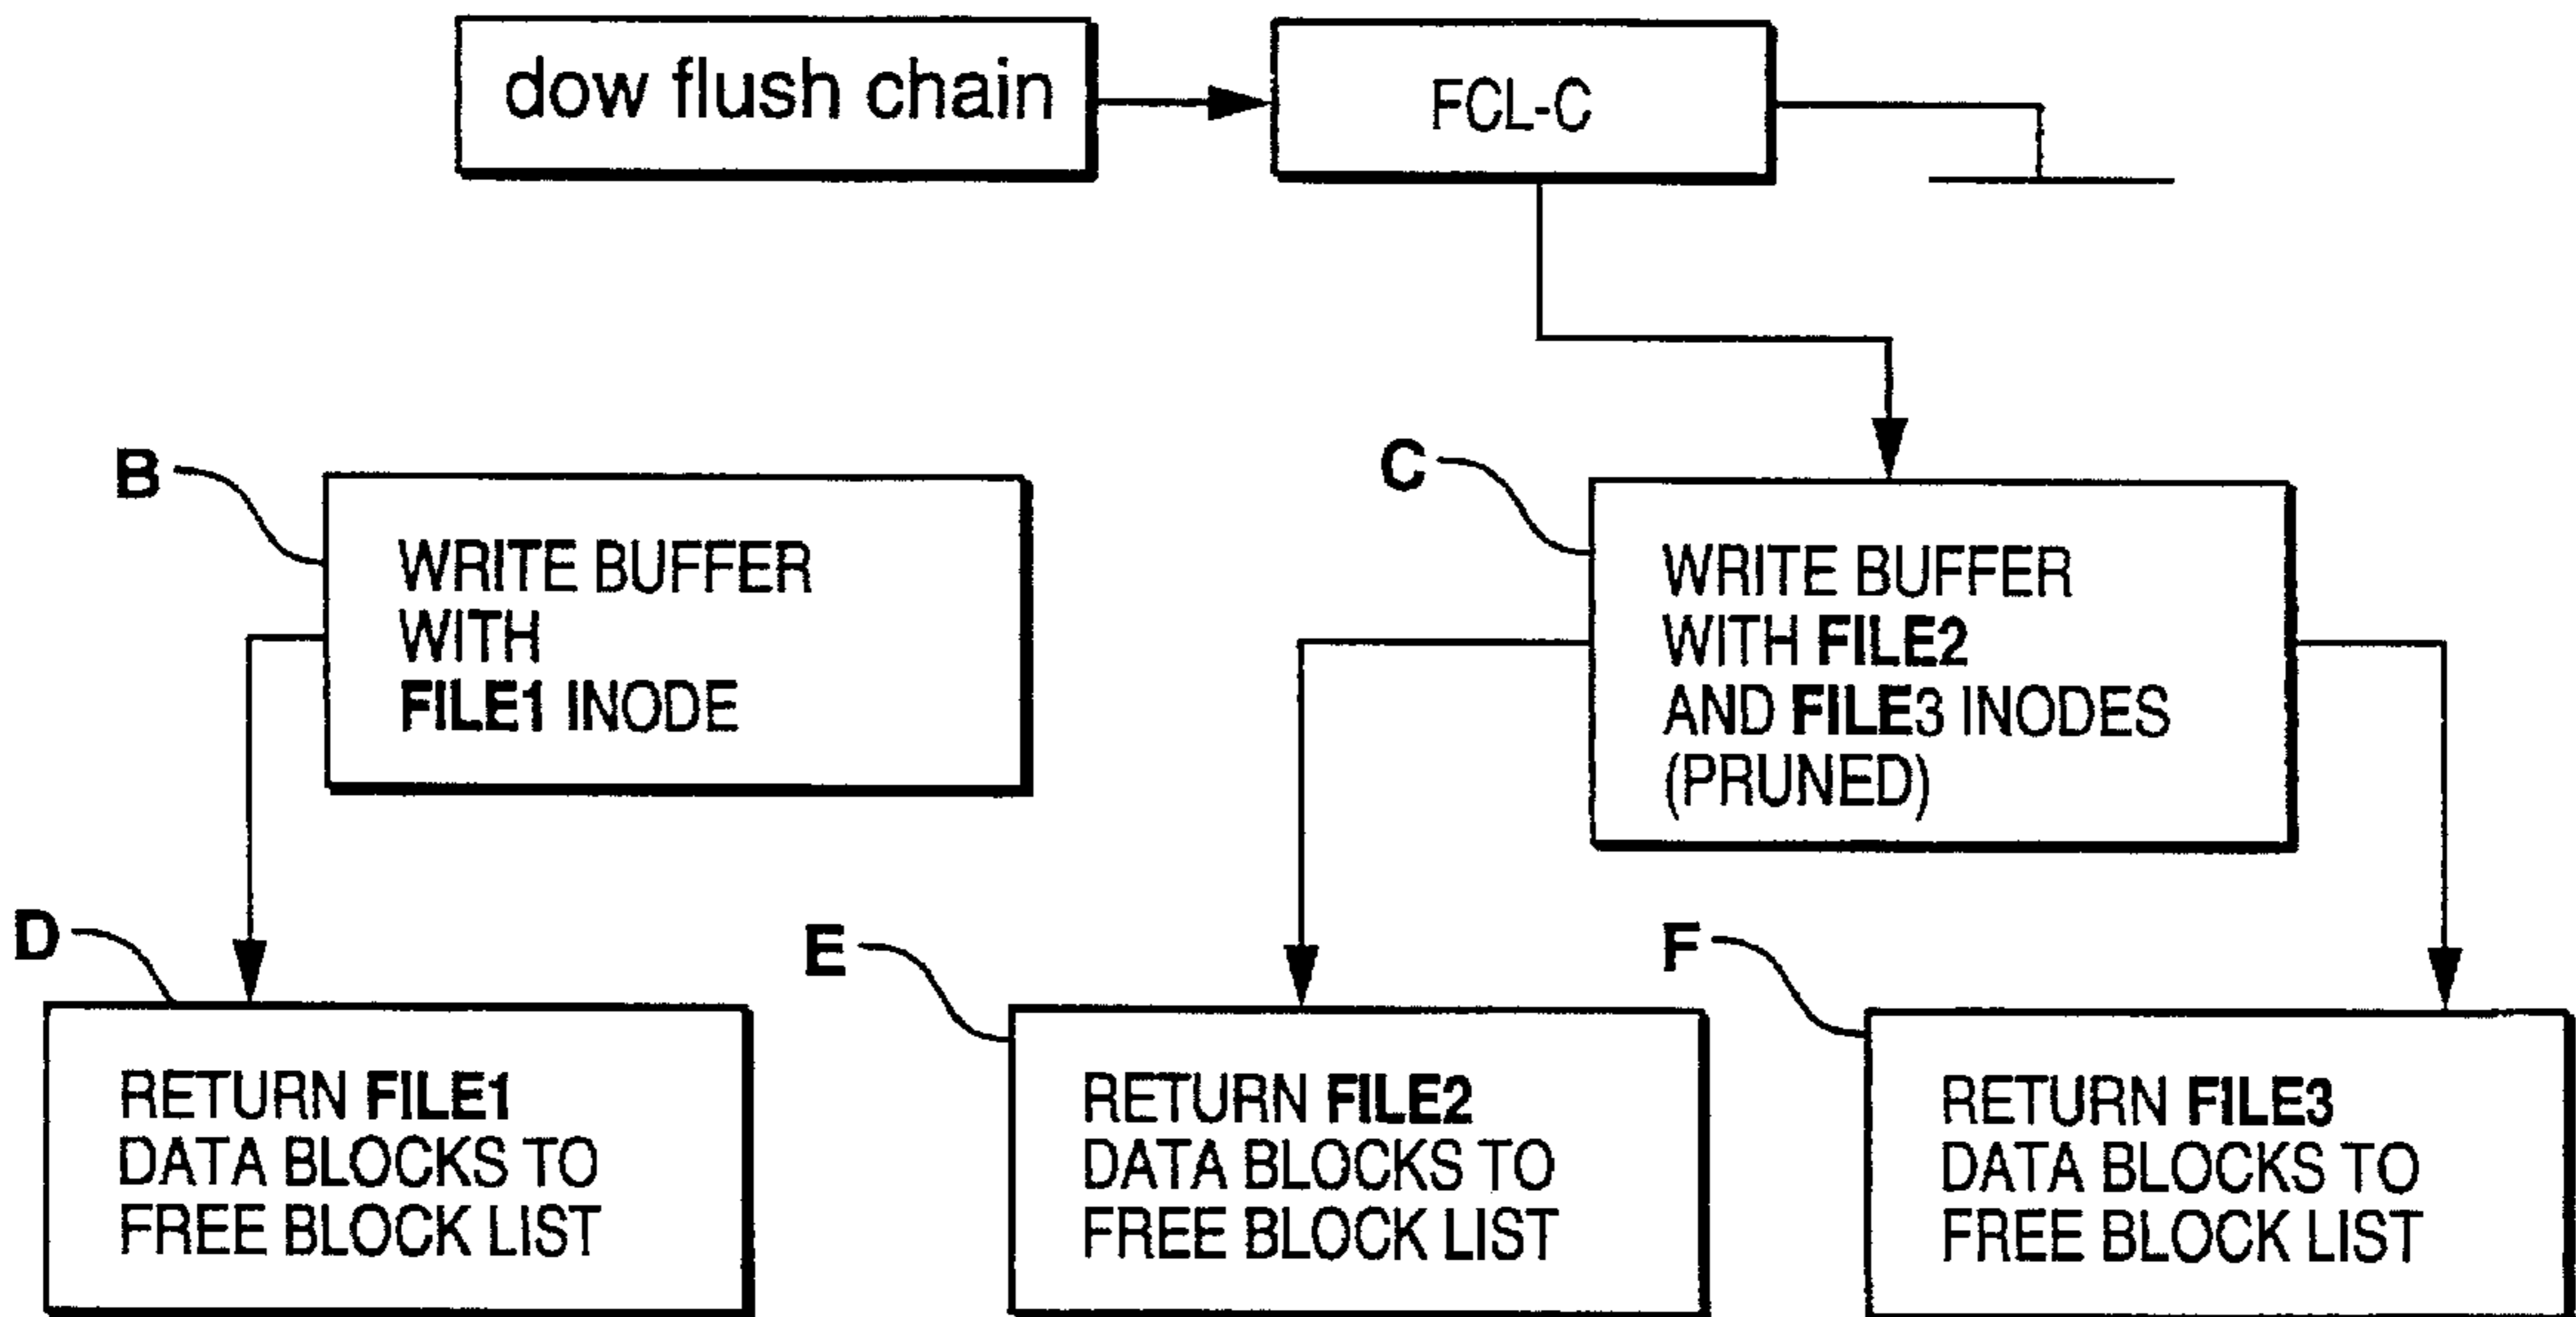 dow flush chain
FCL-C
B
WRITE BUFFER
WITH
FILE1 INODE
C
WRITE BUFFER
WITH FILE2
AND FILE3 INODES
(PRUNED)
D
RETURN FILE1
DATA BLOCKS TO
FREE BLOCK LIST
E
RETURN FILE2
DATA BLOCKS TO
FREE BLOCK LIST
F
RETURN FILE3
DATA BLOCKS TO
FREE BLOCK LIST